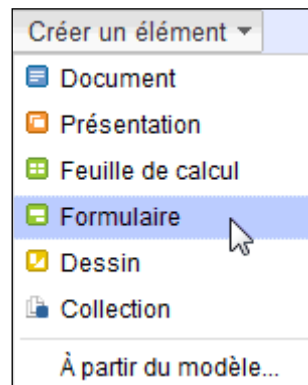 Créer un élément
Document
Présentation
Feuille de calcul
Formulaire
Dessin
Collection
À partir du modèle...